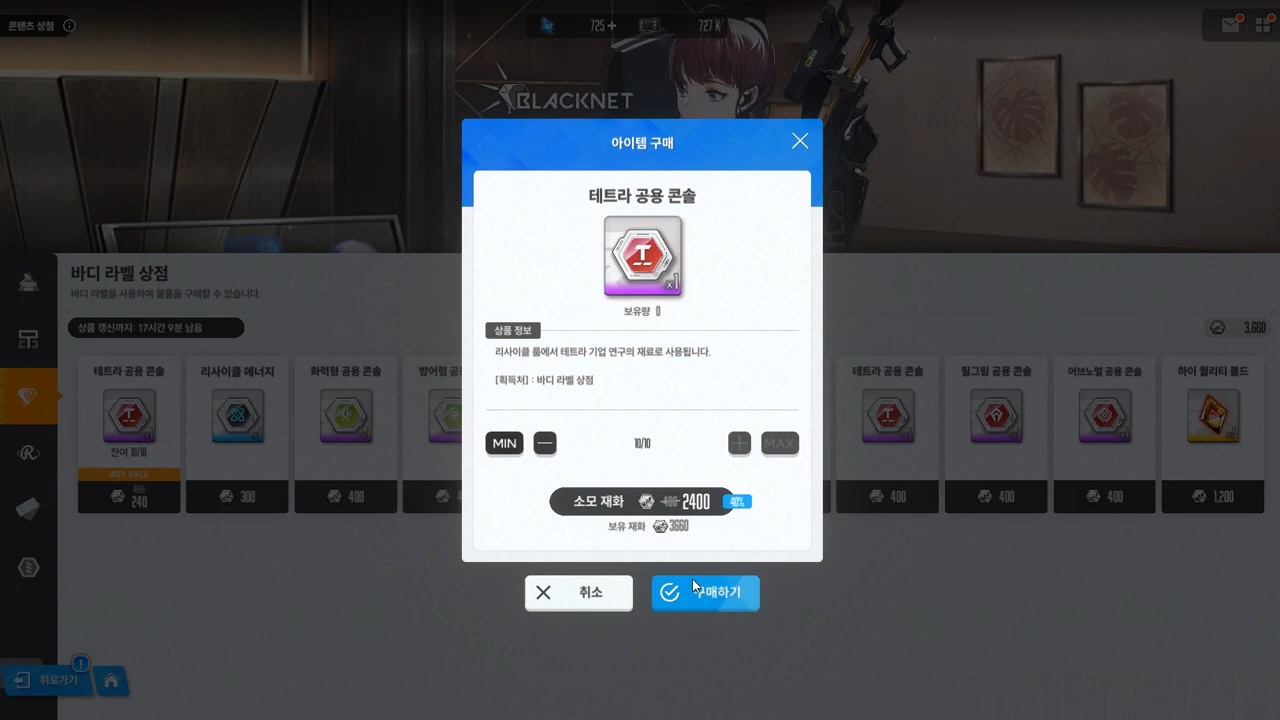 콘텐츠 상점
725 +
727 K
BLACKNET
아이템 구매
테트라 공용 콘솔
T
x1
보유량 0
상품 정보
리사이클 룸에서 테트라 기업 연구의 재료로 사용됩니다.
[획득처] : 바디 라벨 상점
MIN
10/10
MAX
소모 재화 400 2400 40%
보유 재화 3660
취소
구매하기
바디 라벨 상점
바디 라벨을 사용하여 물품을 구매할 수 있습니다.
상품 갱신까지: 17시간 9분 남음
3,660
테트라 공용 콘솔
잔여 10/10
40% SALE
400
240
리사이클 에너지
300
화력형 공용 콘솔
400
방어형 공
테트라 공용 콘솔
400
필그림 공용 콘솔
400
어브노멀 공용 콘솔
400
하이 퀄리티 몰드
1,200
뒤로가기